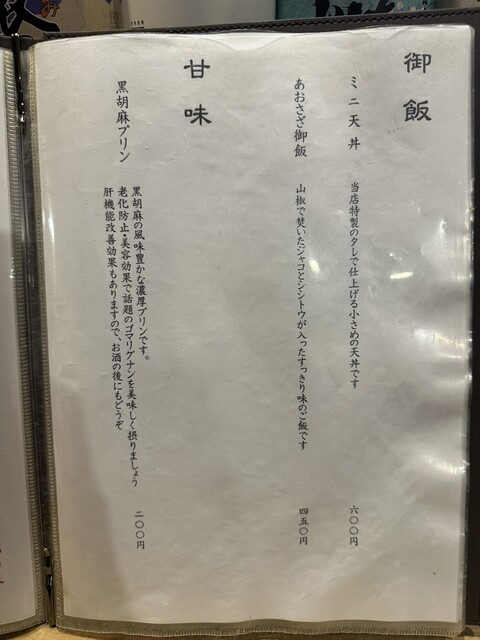 御飯
ミニ天丼
当店特製のタレで仕上げる小さめの天丼です
六〇〇円
あおさざ御飯
山椒で焚いたジャコとシントウが入ったすっきり味のご飯です
四五〇円
甘味
黒胡麻プリン
黒胡麻の風味豊かな濃厚プリンです。
老化防止・美容効果で話題のゴマリグナンを美味しく摂りましょう
肝機能改善効果もありますので、お酒の後にもどうぞ
二〇〇円